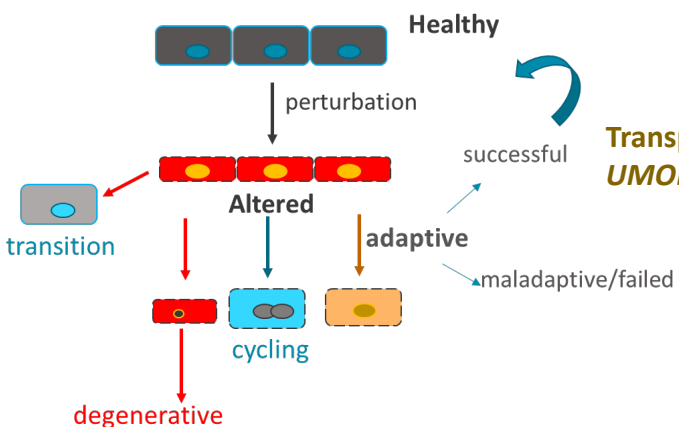 Healthy
perturbation
successful
Altered
adaptive
transition
maladaptive/failed
cycling
degenerative